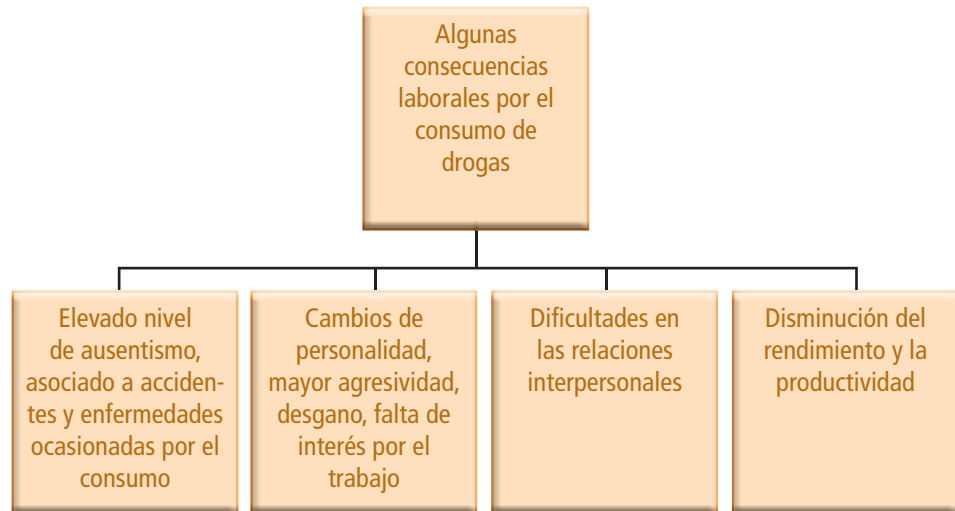 Algunas
consecuencias
laborales por el
consumo de
drogas
Elevado nivel
de ausentismo,
asociado a acciden-
tes y enfermedades
ocasionadas por el
consumo
Cambios de
personalidad,
mayor agresividad,
desgano, falta de
interés por el
trabajo
Dificultades en
las relaciones
interpersonales
Disminución del
rendimiento y la
productividad